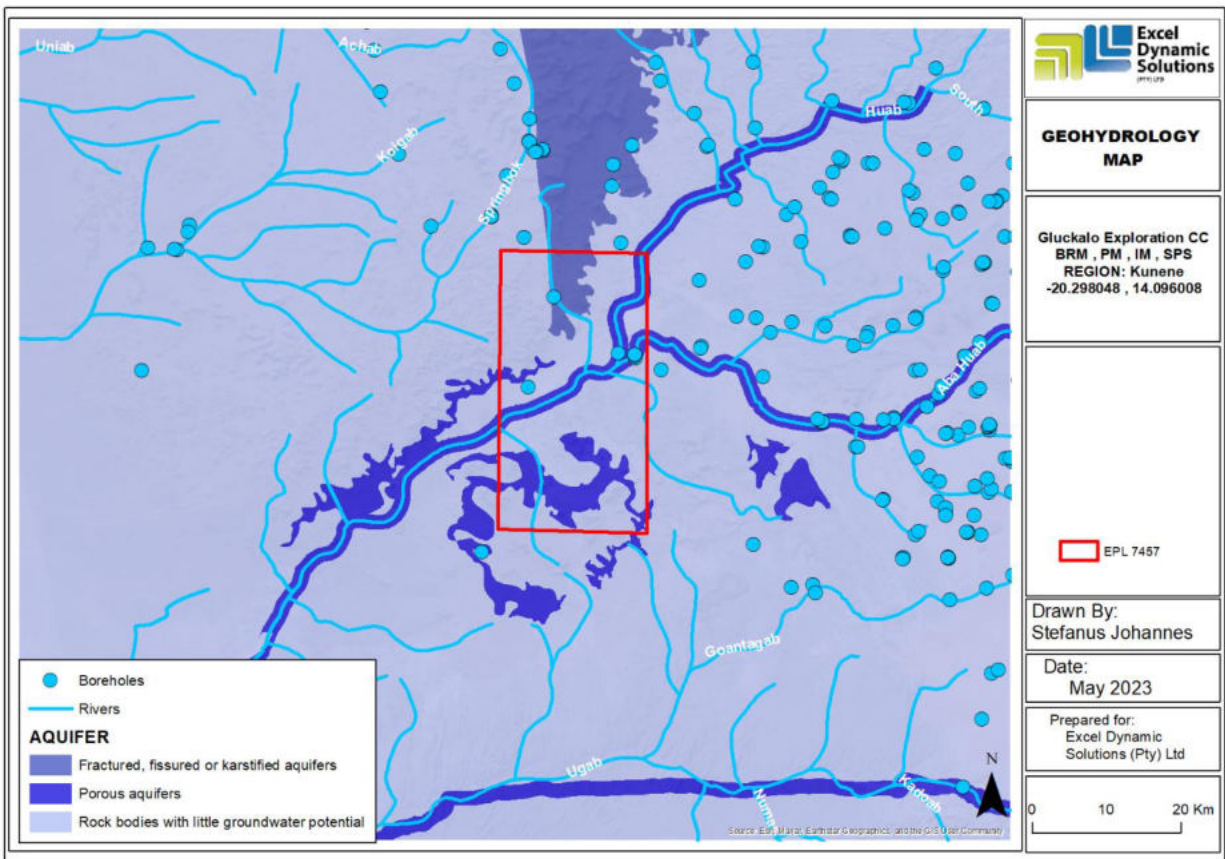 Uniab
Achab
Koigab
Springbok
Huab
South
Aba Huab
Goantagab
Ugab
Numas
Kadoab
Boreholes
Rivers
AQUIFER
Fractured, fissured or karstified aquifers
Porous aquifers
Rock bodies with little groundwater potential
N
Source: Esri, Maxar, Earthstar Geographics, and the GIS User Community
Excel
Dynamic
Solutions
(PTY) LTD
GEOHYDROLOGY
MAP
Gluckalo Exploration CC
BRM , PM , IM , SPS
REGION: Kunene
-20.298048 , 14.096008
EPL 7457
Drawn By:
Stefanus Johannes
Date:
May 2023
Prepared for:
Excel Dynamic
Solutions (Pty) Ltd
0 10 20 Km